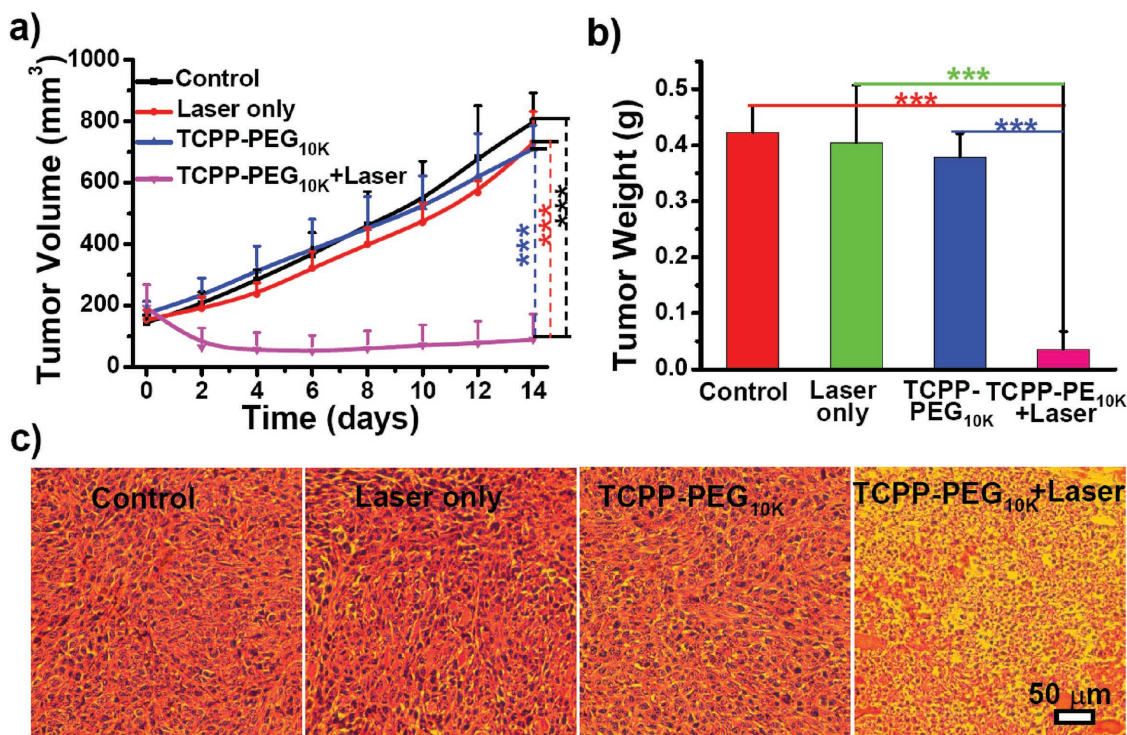 a)
Tumor Volume (mm³)
1000
800
600
400
200
0
Control
Laser only
TCPP-PEG₁₀K
TCPP-PEG₁₀K+Laser
***
***
***
0 2 4 6 8 10 12 14
Time (days)
b)
Tumor Weight (g)
0.5
0.4
0.3
0.2
0.1
0.0
***
***
***
Control
Laser
only
TCPP-
PEG₁₀K
TCPP-PE₁₀K
+Laser
c)
Control
Laser only
TCPP-PEG₁₀K
TCPP-PEG₁₀K+Laser
50 μm